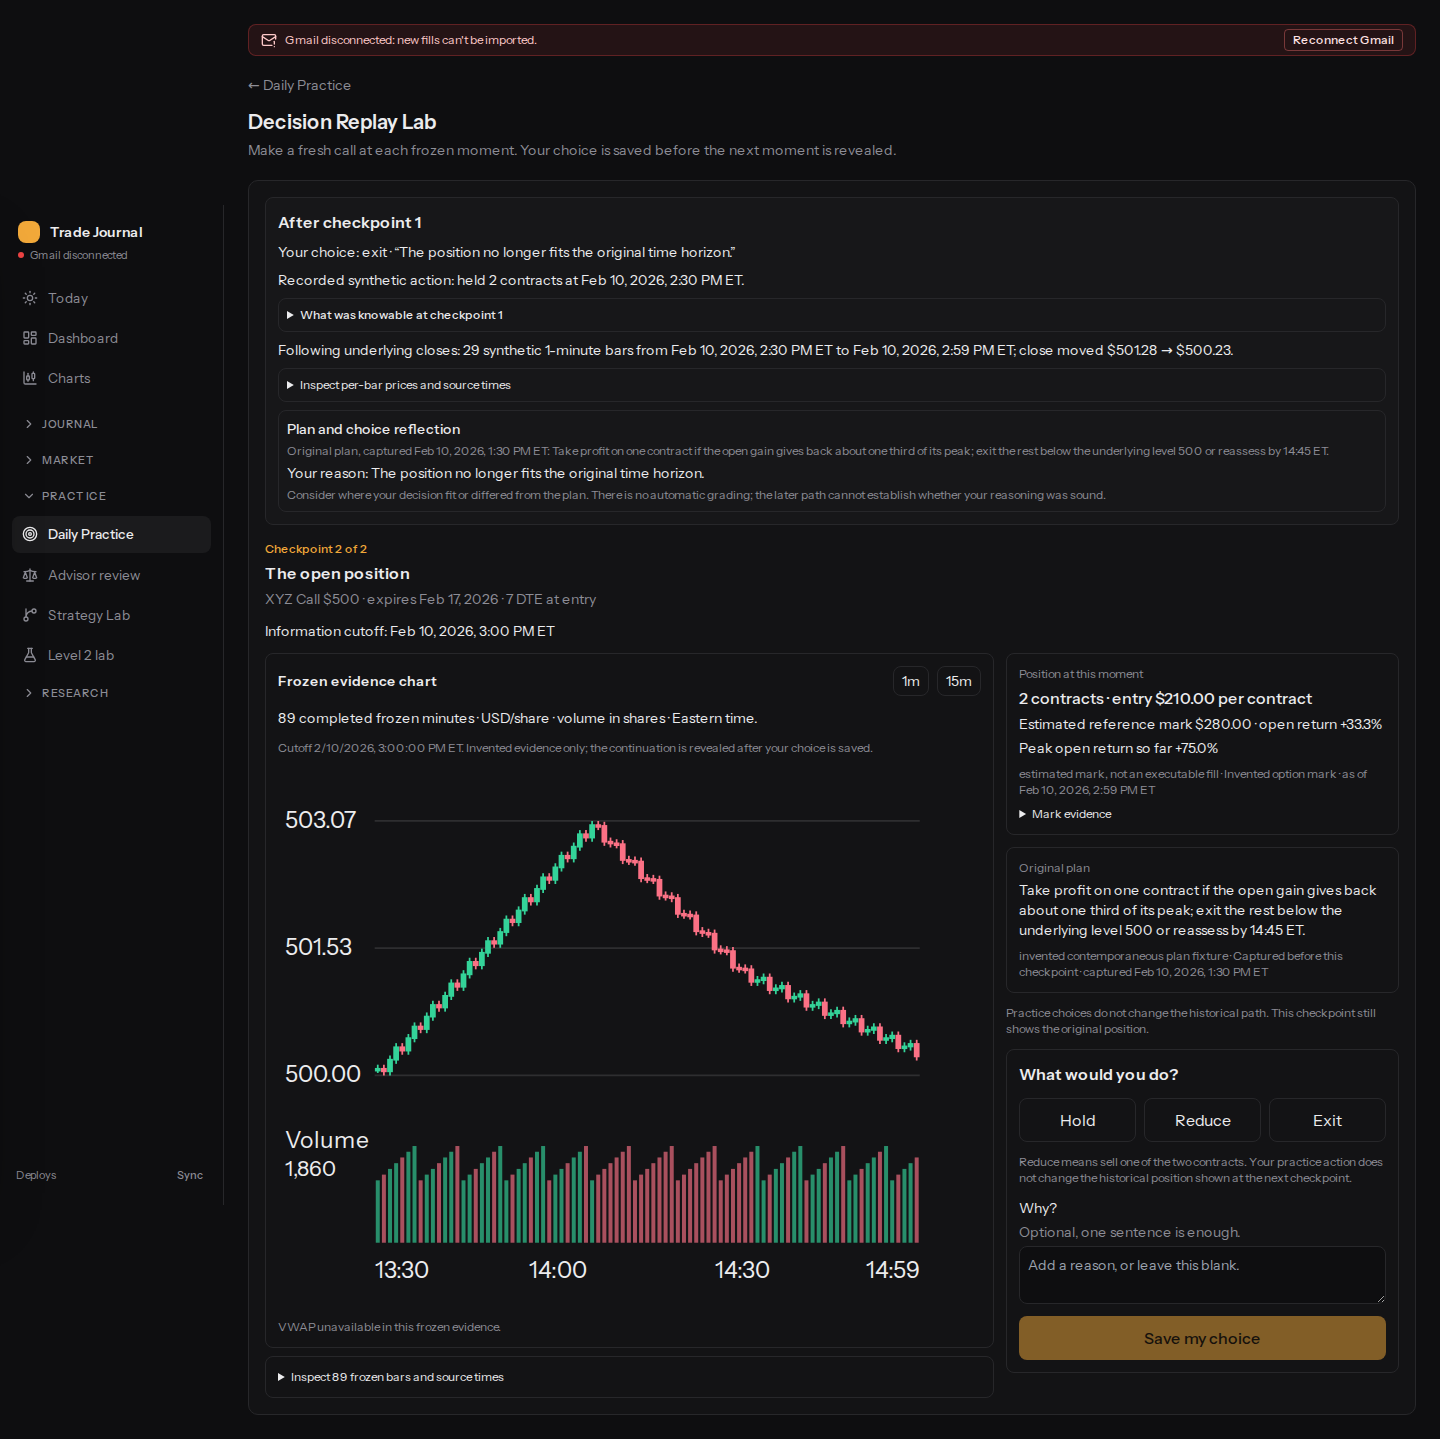 Gmail disconnected: new fills can't be imported.
Reconnect Gmail
← Daily Practice
Decision Replay Lab
Make a fresh call at each frozen moment. Your choice is saved before the next moment is revealed.
Trade Journal
Gmail disconnected
Today
Dashboard
Charts
JOURNAL
MARKET
PRACTICE
Daily Practice
Advisor review
Strategy Lab
Level 2 lab
RESEARCH
Deploys
Sync
After checkpoint 1
Your choice: exit · “The position no longer fits the original time horizon.”
Recorded synthetic action: held 2 contracts at Feb 10, 2026, 2:30 PM ET.
What was knowable at checkpoint 1
Following underlying closes: 29 synthetic 1-minute bars from Feb 10, 2026, 2:30 PM ET to Feb 10, 2026, 2:59 PM ET; close moved $501.28 → $500.23.
Inspect per-bar prices and source times
Plan and choice reflection
Original plan, captured Feb 10, 2026, 1:30 PM ET: Take profit on one contract if the open gain gives back about one third of its peak; exit the rest below the underlying level 500 or reassess by 14:45 ET.
Your reason: The position no longer fits the original time horizon.
Consider where your decision fit or differed from the plan. There is no automatic grading; the later path cannot establish whether your reasoning was sound.
Checkpoint 2 of 2
The open position
XYZ Call $500 · expires Feb 17, 2026 · 7 DTE at entry
Information cutoff: Feb 10, 2026, 3:00 PM ET
Frozen evidence chart
1m
15m
89 completed frozen minutes · USD/share · volume in shares · Eastern time.
Cutoff 2/10/2026, 3:00:00 PM ET. Invented evidence only; the continuation is revealed after your choice is saved.
503.07
501.53
500.00
Volume
1,860
13:30
14:00
14:30
14:59
VWAP unavailable in this frozen evidence.
Inspect 89 frozen bars and source times
Position at this moment
2 contracts · entry $210.00 per contract
Estimated reference mark $280.00 · open return +33.3%
Peak open return so far +75.0%
estimated mark, not an executable fill · Invented option mark · as of
Feb 10, 2026, 2:59 PM ET
Mark evidence
Original plan
Take profit on one contract if the open gain gives back
about one third of its peak; exit the rest below the
underlying level 500 or reassess by 14:45 ET.
invented contemporaneous plan fixture · Captured before this
checkpoint · captured Feb 10, 2026, 1:30 PM ET
Practice choices do not change the historical path. This checkpoint still
shows the original position.
What would you do?
Hold
Reduce
Exit
Reduce means sell one of the two contracts. Your practice action does
not change the historical position shown at the next checkpoint.
Why?
Optional, one sentence is enough.
Add a reason, or leave this blank.
Save my choice